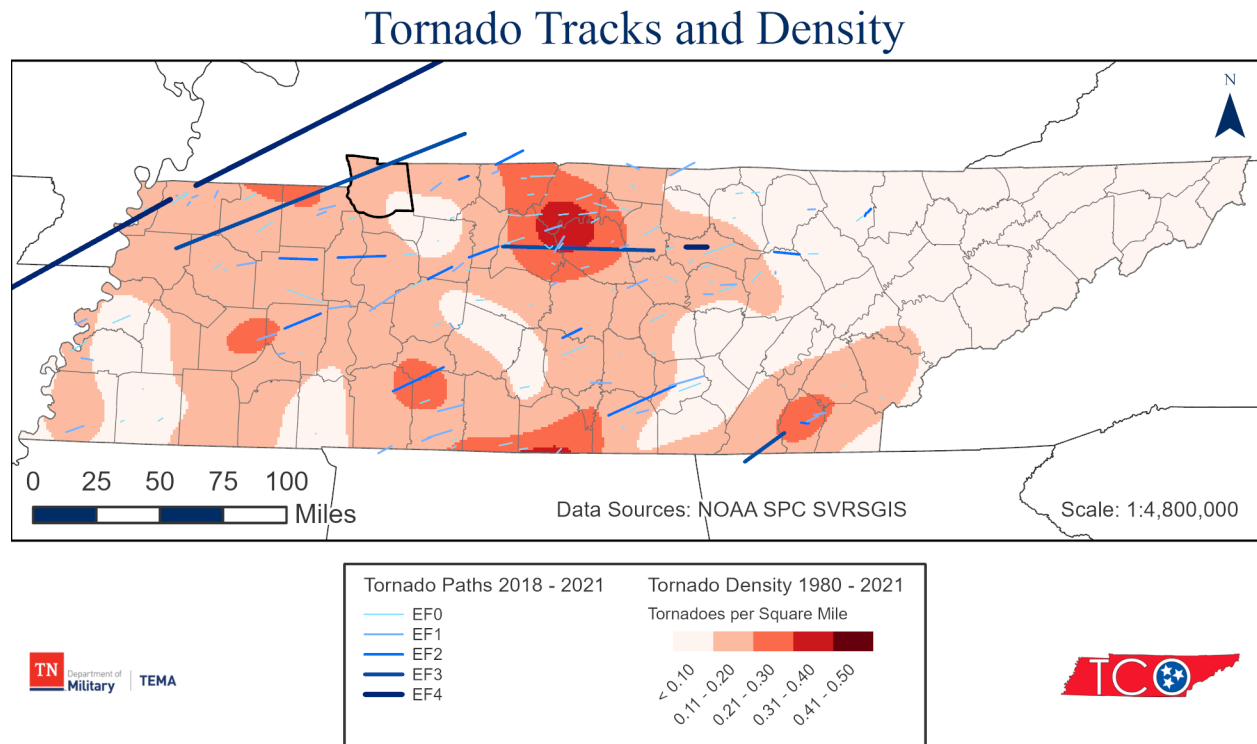 Tornado Tracks and Density
N
0 25 50 75 100
Miles
Data Sources: NOAA SPC SVRSGIS
Scale: 1:4,800,000
Tornado Paths 2018 - 2021
EF0
EF1
EF2
EF3
EF4
Tornado Density 1980 - 2021
Tornadoes per Square Mile
< 0.10
0.11 - 0.20
0.21 - 0.30
0.31 - 0.40
0.41 - 0.50
TN
Department of
Military
TEMA
TCO